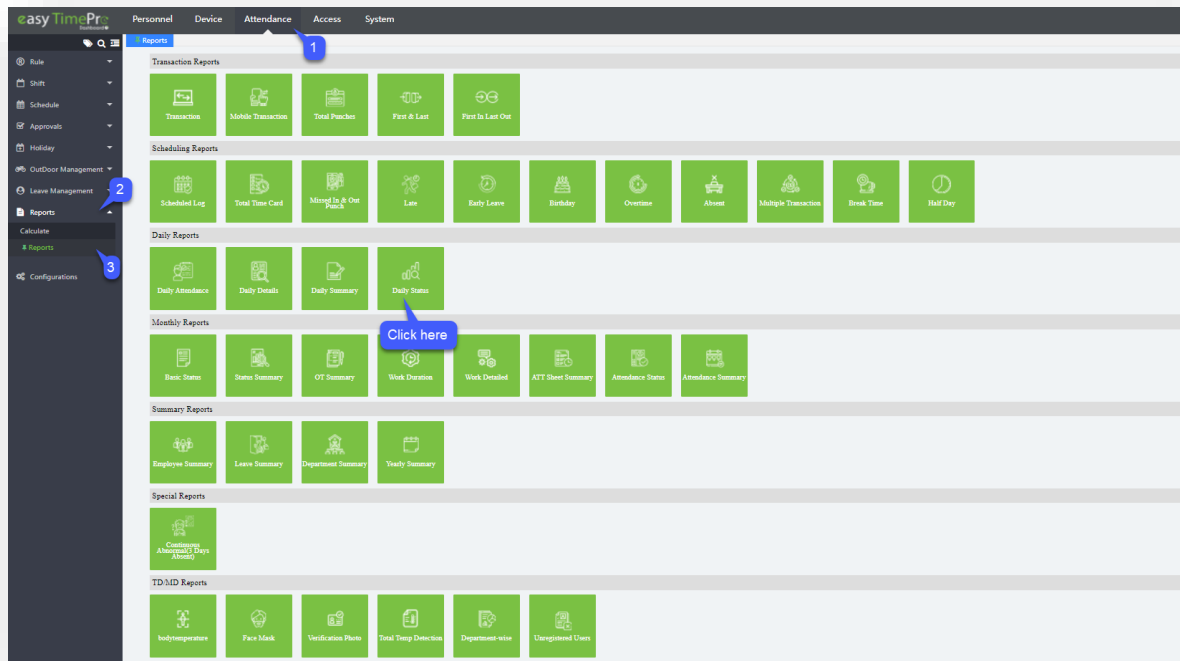 easy TimePro
Dashboard
Personnel Device Attendance Access System
Reports
1
Rule
Shift
Schedule
Approvals
Holiday
OutDoor Management
Leave Management
2
Reports
Calculate
Reports
3
Configurations
Transaction Reports
Transaction Mobile Transaction Total Punches First & Last First In Last Out
Scheduling Reports
Scheduled Log Total Time Card Missed In & Out Late Early Leave Birthday Overtime Absent Multiple Transaction Break Time Half Day
Punch
Daily Reports
Daily Attendance Daily Details Daily Summary Daily Status
Click here
Monthly Reports
Basic Status Status Summary OT Summary Work Duration Work Detailed ATT Sheet Summary Attendance Status Attendance Summary
Summary Reports
Employee Summary Leave Summary Department Summary Yearly Summary
Special Reports
Continuous
Abnormal(3 Days
Absent)
TD/MD Reports
bodytemperature Face Mask Verification Photo Total Temp Detection Department-wise Unregistered Users